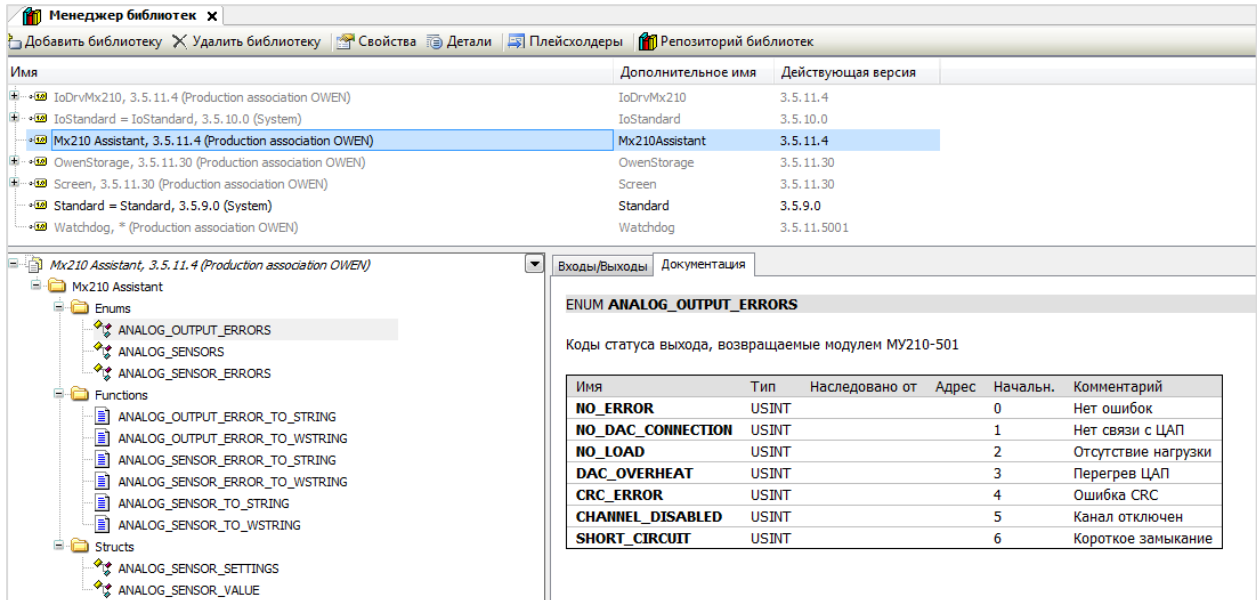 Менеджер библиотек x
Добавить библиотеку Удалить библиотеку Свойства Детали Плейсхолдеры Репозиторий библиотек
Имя Дополнительное имя Действующая версия
IoDrvMx210, 3.5.11.4 (Production association OWEN) IoDrvMx210 3.5.11.4
IoStandard = IoStandard, 3.5.10.0 (System) IoStandard 3.5.10.0
Mx210 Assistant, 3.5.11.4 (Production association OWEN) Mx210Assistant 3.5.11.4
OwenStorage, 3.5.11.30 (Production association OWEN) OwenStorage 3.5.11.30
Screen, 3.5.11.30 (Production association OWEN) Screen 3.5.11.30
Standard = Standard, 3.5.9.0 (System) Standard 3.5.9.0
Watchdog, * (Production association OWEN) Watchdog 3.5.11.5001
Mx210 Assistant, 3.5.11.4 (Production association OWEN)
Mx210 Assistant
Enums
ANALOG_OUTPUT_ERRORS
ANALOG_SENSORS
ANALOG_SENSOR_ERRORS
Functions
ANALOG_OUTPUT_ERROR_TO_STRING
ANALOG_OUTPUT_ERROR_TO_WSTRING
ANALOG_SENSOR_ERROR_TO_STRING
ANALOG_SENSOR_ERROR_TO_WSTRING
ANALOG_SENSOR_TO_STRING
ANALOG_SENSOR_TO_WSTRING
Structs
ANALOG_SENSOR_SETTINGS
ANALOG_SENSOR_VALUE
Входы/Выходы Документация
ENUM ANALOG_OUTPUT_ERRORS
Коды статуса выхода, возвращаемые модулем МУ210-501
Имя Тип Наследовано от Адрес Начальн. Комментарий
NO_ERROR USINT 0 Нет ошибок
NO_DAC_CONNECTION USINT 1 Нет связи с ЦАП
NO_LOAD USINT 2 Отсутствие нагрузки
DAC_OVERHEAT USINT 3 Перегрев ЦАП
CRC_ERROR USINT 4 Ошибка CRC
CHANNEL_DISABLED USINT 5 Канал отключен
SHORT_CIRCUIT USINT 6 Короткое замыкание